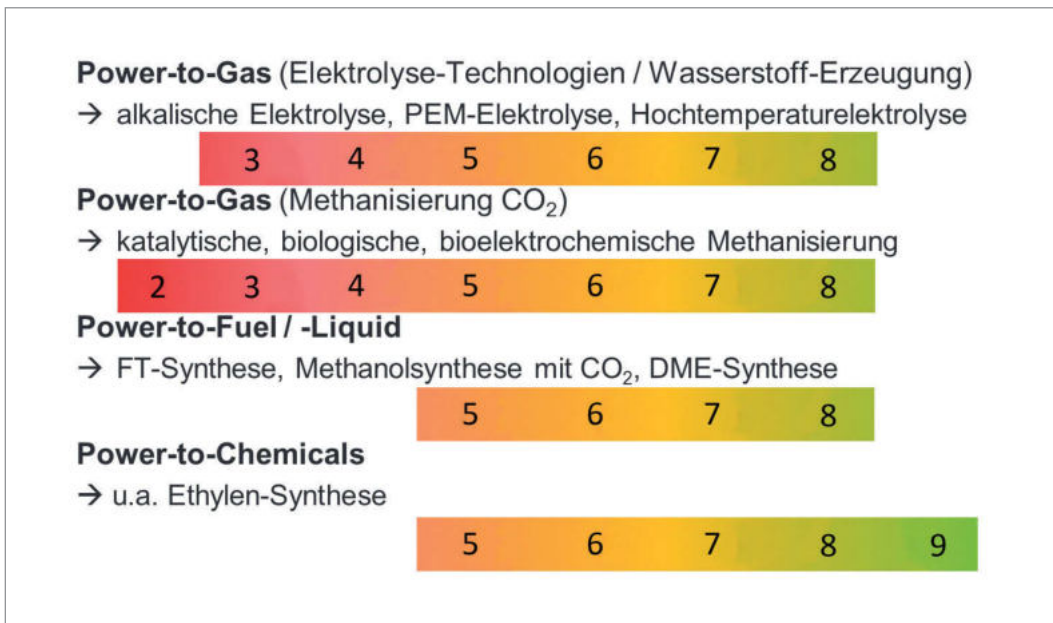 Power-to-Gas (Elektrolyse-Technologien / Wasserstoff-Erzeugung)
→ alkalische Elektrolyse, PEM-Elektrolyse, Hochtemperaturelektrolyse
3 4 5 6 7 8
Power-to-Gas (Methanisierung CO₂)
→ katalytische, biologische, bioelektrochemische Methanisierung
2 3 4 5 6 7 8
Power-to-Fuel / -Liquid
→ FT-Synthese, Methanolsynthese mit CO₂, DME-Synthese
5 6 7 8
Power-to-Chemicals
→ u.a. Ethylen-Synthese
5 6 7 8 9